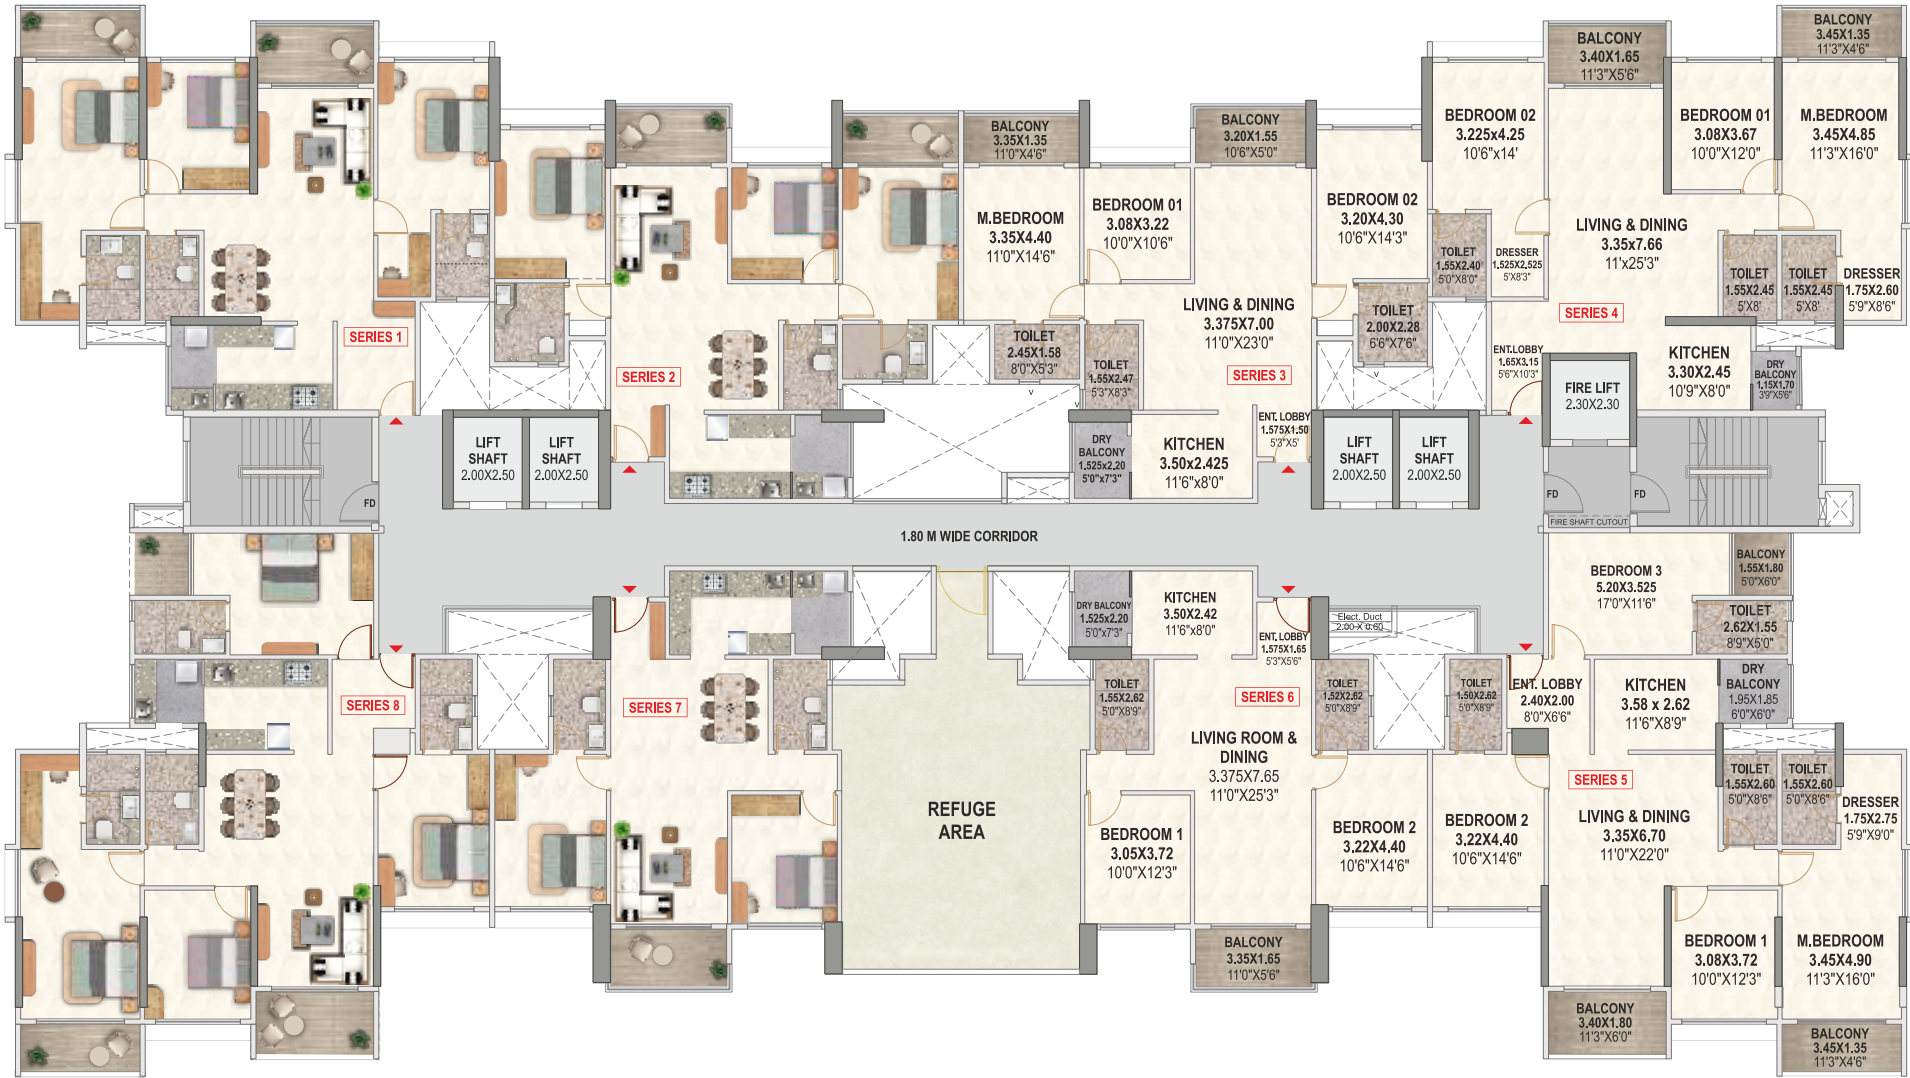 BALCONY
3.45X1.35
11'3"X4'6"
BALCONY
3.40X1.65
11'3"X5'6"
BEDROOM 02
3.225x4.25
10'6"x14'
BEDROOM 01
3.08X3.67
10'0"X12'0"
M.BEDROOM
3.45X4.85
11'3"X16'0"
BALCONY
3.35X1.35
11'0"X4'6"
BALCONY
3.20X1.55
10'6"X5'0"
M.BEDROOM
3.35X4.40
11'0"X14'6"
BEDROOM 01
3.08X3.22
10'0"X10'6"
BEDROOM 02
3.20X4.30
10'6"X14'3"
LIVING & DINING
3.35x7.66
11'x25'3"
TOILET
1.55X2.40
5'0"X8'0"
DRESSER
1.525X2.525
5'X8'3"
TOILET
1.55X2.45
5'X8'
TOILET
1.55X2.45
5'X8'
DRESSER
1.75X2.60
5'9"X8'6"
SERIES 4
LIVING & DINING
3.375X7.00
11'0"X23'0"
TOILET
2.00X2.28
6'6"X7'6"
SERIES 1
TOILET
2.45X1.58
8'0"X5'3"
TOILET
1.55X2.47
5'3"X8'3"
ENT.LOBBY
1.65X3.15
5'6"X10'3"
KITCHEN
3.30X2.45
10'9"X8'0"
DRY
BALCONY
1.15X1.70
3'9"X5'6"
SERIES 2
SERIES 3
FIRE LIFT
2.30X2.30
ENT. LOBBY
1.575X1.50
5'3"X5'
LIFT
SHAFT
2.00X2.50
LIFT
SHAFT
2.00X2.50
DRY
BALCONY
1.525x2,20
5'0"x7'3"
KITCHEN
3.50x2.425
11'6"x8'0"
LIFT
SHAFT
2.00X2.50
LIFT
SHAFT
2.00X2.50
FD
FD
FD
FIRE SHAFT CUTOUT
1.80 M WIDE CORRIDOR
BEDROOM 3
5.20X3.525
17'0"X11'6"
BALCONY
1.55X1.80
5'0"X6'0"
DRY BALCONY
1.525x2.20
5'0"x7'3"
KITCHEN
3.50X2.42
11'6"x8'0"
Elect. Duct
2.00 X 0.60
TOILET
2.62X1.55
8'9"X5'0"
ENT. LOBBY
1.575X1.65
5'3"X5'6"
TOILET
1.55X2.62
5'0"X8'9"
SERIES 6
TOILET
1.52X2.62
5'0"X8'9"
TOILET
1.50X2.62
5'0"X8'9"
ENT. LOBBY
2.40X2.00
8'0"X6'6"
KITCHEN
3.58 x 2.62
11'6"X8'9"
DRY
BALCONY
1.95X1.85
6'0"X6'0"
SERIES 8
SERIES 7
LIVING ROOM &
DINING
3.375X7.65
11'0"X25'3"
SERIES 5
TOILET
1.55X2.60
5'0"X8'6"
TOILET
1.55X2.60
5'0"X8'6"
DRESSER
1.75X2.75
5'9"X9'0"
REFUGE
AREA
BEDROOM 1
3.05X3.72
10'0"X12'3"
BEDROOM 2
3.22X4.40
10'6"X14'6"
BEDROOM 2
3.22X4.40
10'6"X14'6"
LIVING & DINING
3.35X6.70
11'0"X22'0"
BALCONY
3.35X1.65
11'0"X5'6"
BEDROOM 1
3.08X3.72
10'0"X12'3"
M.BEDROOM
3.45X4.90
11'3"X16'0"
BALCONY
3.40X1.80
11'3"X6'0"
BALCONY
3.45X1.35
11'3"X4'6"